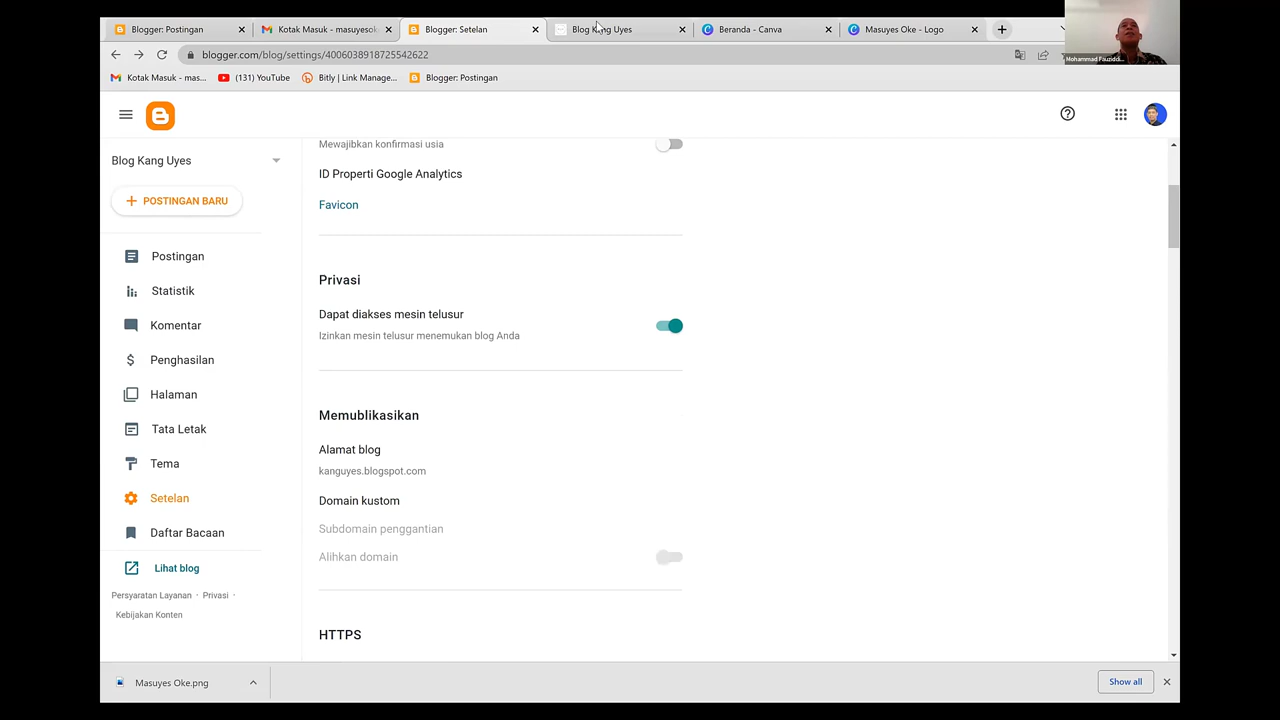 Blogger: Postingan
Kotak Masuk - masuyesok
Blogger: Setelan
Blog Kang Uyes
Beranda - Canva
Masuyes Oke - Logo
blogger.com/blog/settings/4006038918725542622
Kotak Masuk - mas...
(131) YouTube
Bitly | Link Manage...
Blogger: Postingan
Blog Kang Uyes
POSTINGAN BARU
Postingan
Statistik
Komentar
Penghasilan
Halaman
Tata Letak
Tema
Setelan
Daftar Bacaan
Lihat blog
Persyaratan Layanan · Privasi ·
Kebijakan Konten
Mewajibkan konfirmasi usia
ID Properti Google Analytics
Favicon
Privasi
Dapat diakses mesin telusur
Izinkan mesin telusur menemukan blog Anda
Memublikasikan
Alamat blog
kanguyes.blogspot.com
Domain kustom
Subdomain penggantian
Alihkan domain
HTTPS
Masuyes Oke.png
Show all